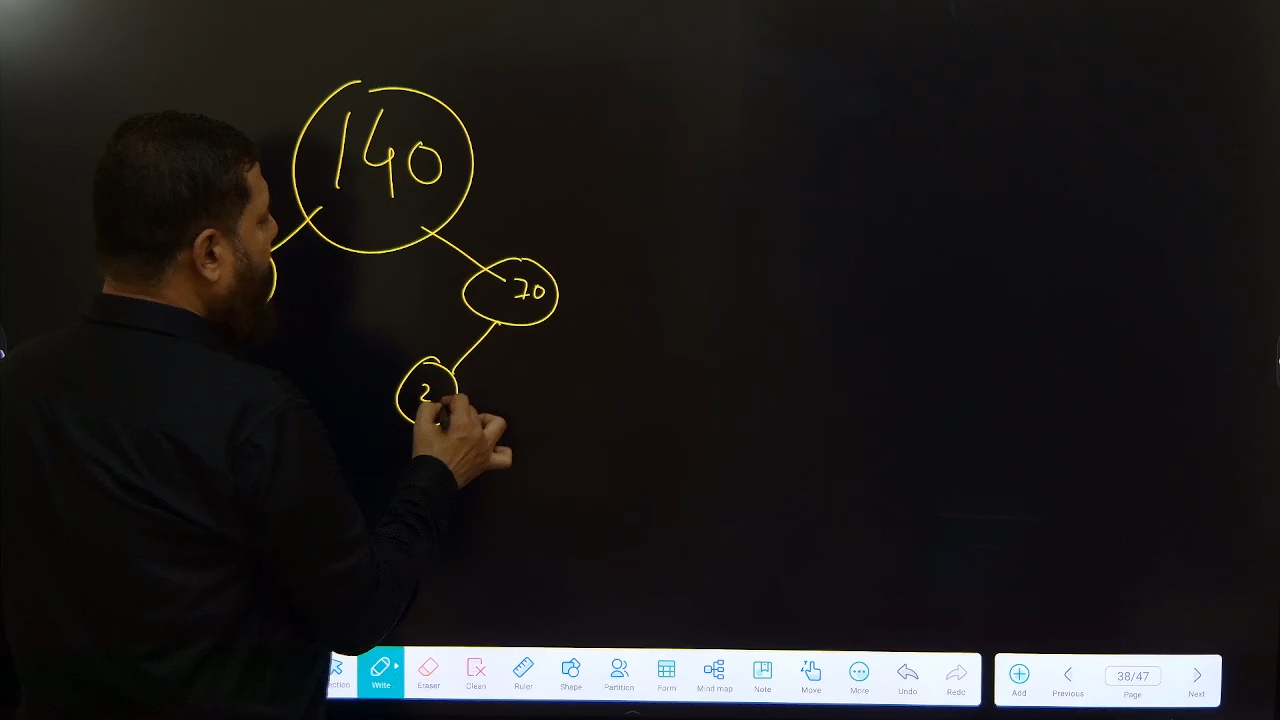 140
70
2
ction
Write
Eraser
Clean
Ruler
Shape
Partition
Form
Mind map
Note
Move
More
Undo
Redo
Add
Previous
38/47
Page
Next